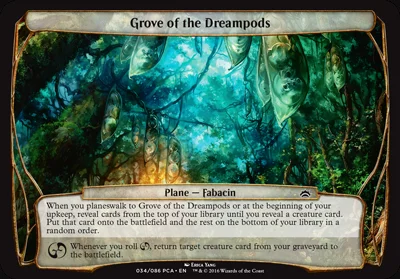 Grove of the Dreampods
Plane — Fabacin
When you planeswalk to Grove of the Dreampods or at the beginning of your
upkeep, reveal cards from the top of your library until you reveal a creature card.
Put that card onto the battlefield and the rest on the bottom of your library in a
random order.
Whenever you roll , return target creature card from your graveyard to
the battlefield.
Erica Yang
034/086 PCA • EN ™ & © 2016 Wizards of the Coast